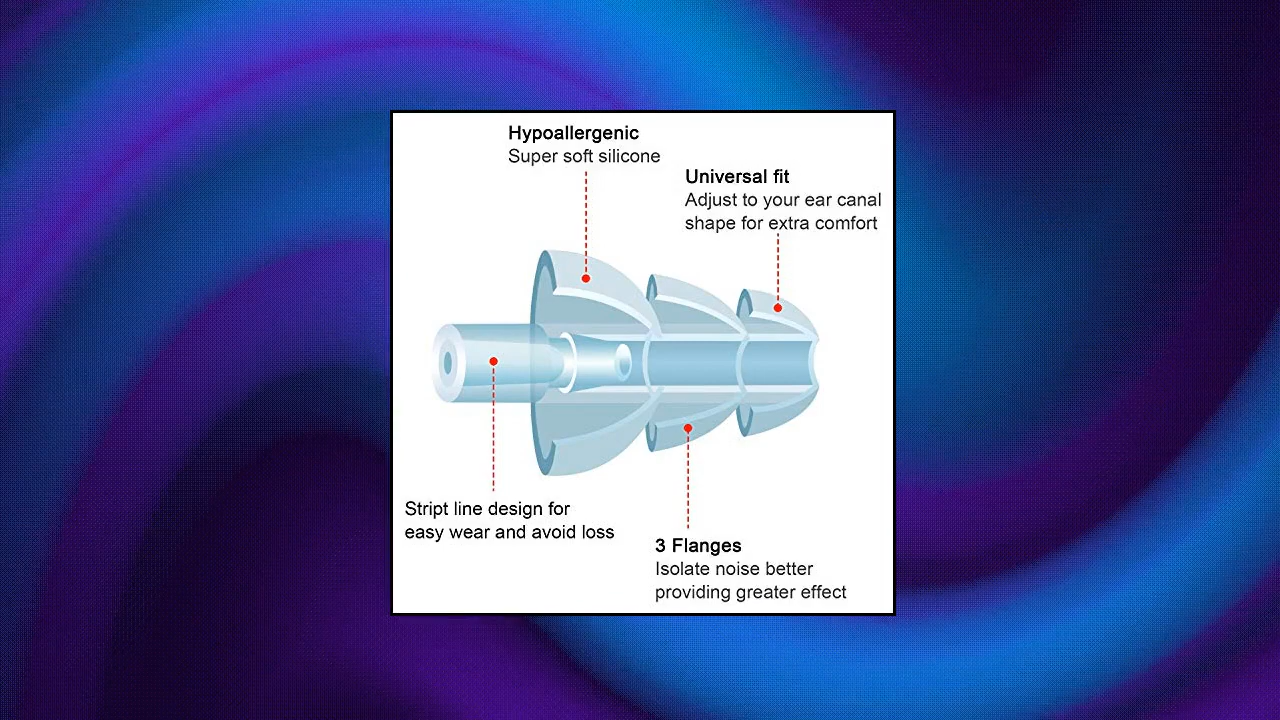 Hypoallergenic
Super soft silicone
Universal fit
Adjust to your ear canal
shape for extra comfort
Stript line design for
easy wear and avoid loss
3 Flanges
Isolate noise better
providing greater effect